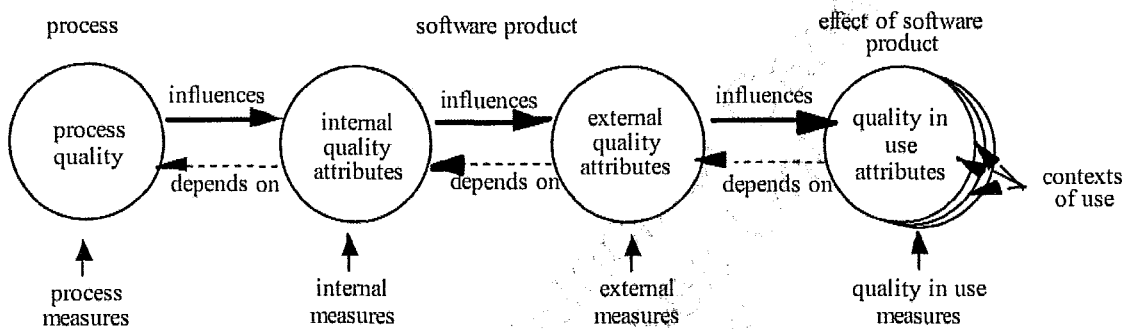 process
software product
effect of software
product
influences
influences
influences
process
quality
internal
quality
attributes
external
quality
attributes
quality in
use
attributes
depends on
depends on
depends on
contexts
of use
process
measures
internal
measures
external
measures
quality in use
measures